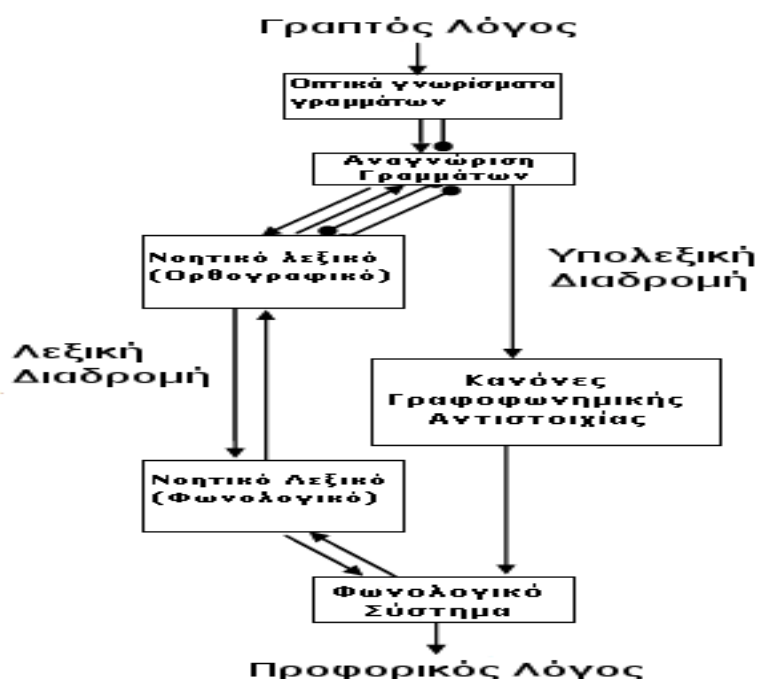 Γραπτός Λόγος
Οπτικά γνωρίσματα
γραμμάτων
Αναγνώριση
Γραμμάτων
Νοητικό λεξικό
(Ορθογραφικό)
Υπολεξική
Διαδρομή
Λεξική
Διαδρομή
Κανόνες
Γραφοφωνημικής
Αντιστοιχίας
Νοητικό Λεξικό
(Φωνολογικό)
Φωνολογικό
Σύστημα
Προφορικός Λόγος